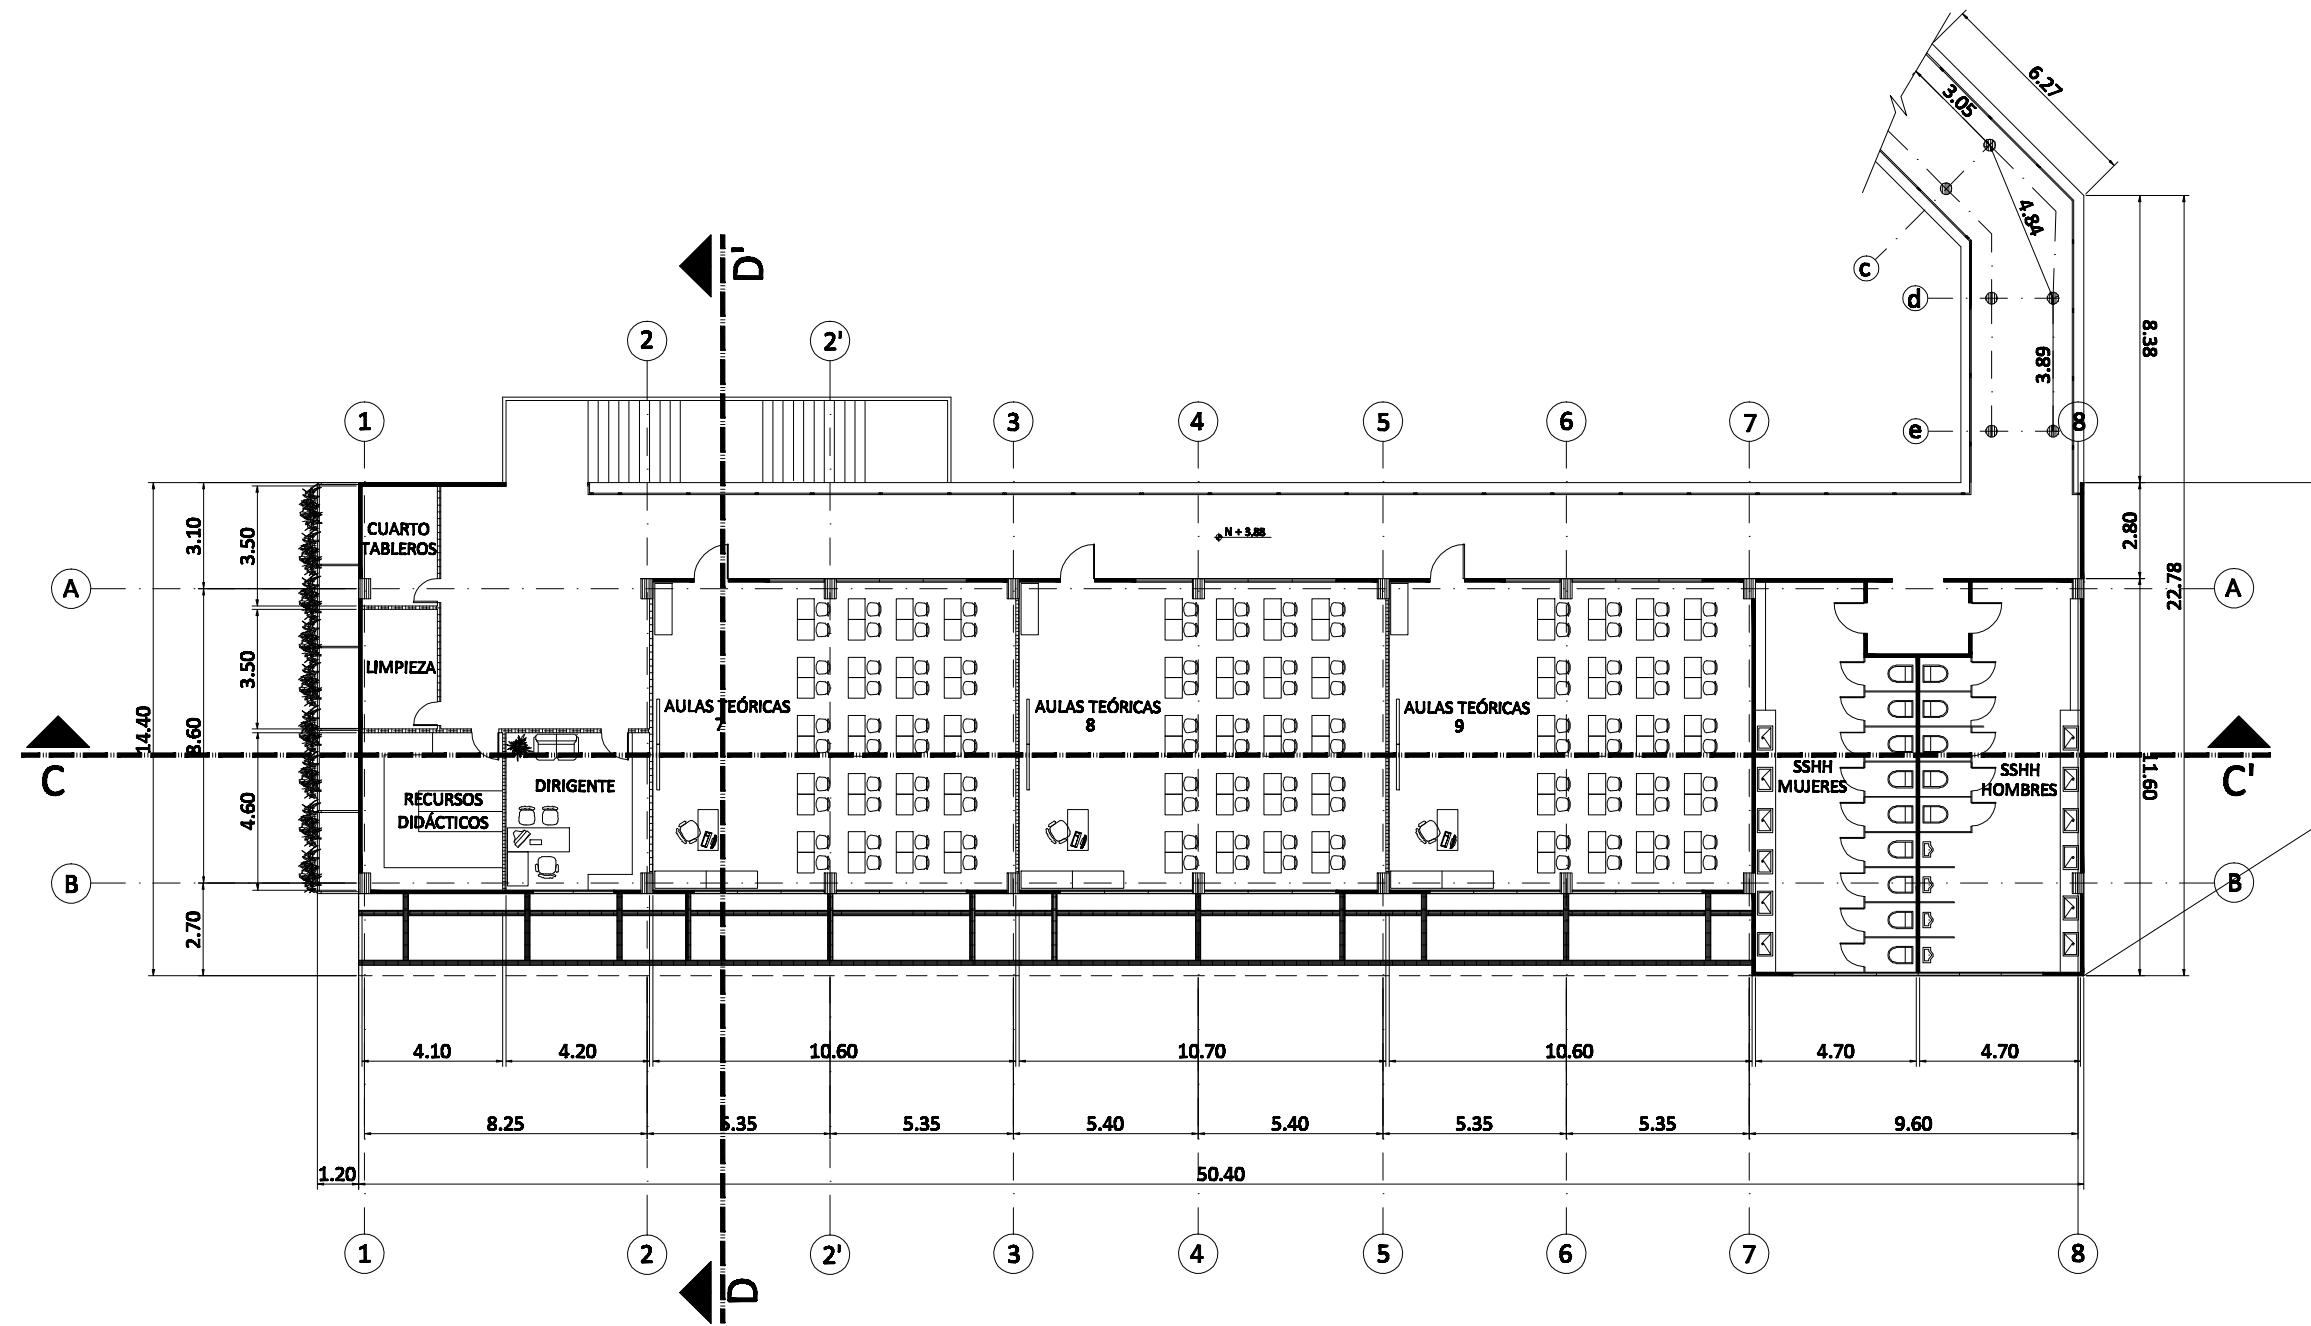 6.27
3.05
4.84
c
d
D'
2
2'
8.38
3.89
1
3
4
5
6
7
8
e
CUARTO
TABLEROS
N + 3.88
3.10
3.50
2.80
A
A
22.78
LIMPIEZA
3.50
AULAS TEÓRICAS
AULAS TEÓRICAS
8
AULAS TEÓRICAS
9
14.40
8.60
C
C'
SSHH
MUJERES
SSHH
HOMBRES
11.60
DIRIGENTE
RECURSOS
DIDÁCTICOS
4.60
B
B
2.70
4.10
4.20
10.60
10.70
10.60
4.70
4.70
8.25
5.35
5.35
5.40
5.40
5.35
5.35
9.60
1.20
50.40
1
2
2'
3
4
5
6
7
8
D